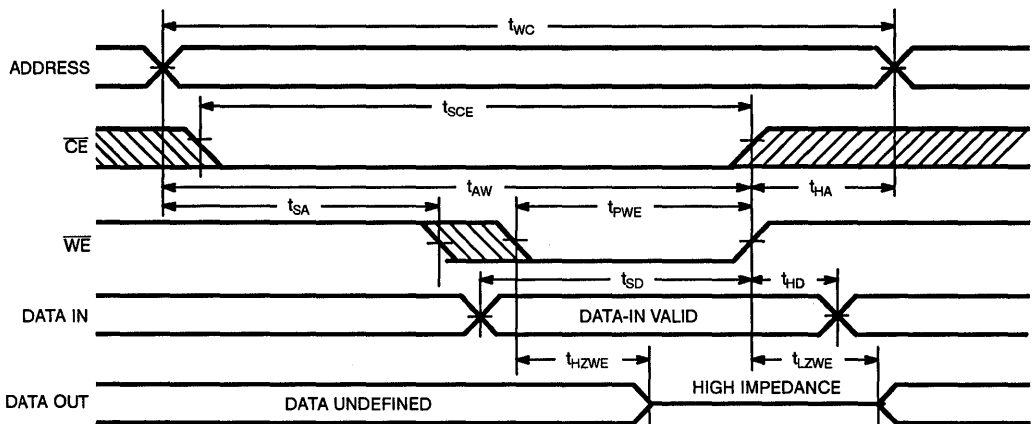 tWC
ADDRESS
tSCE
CE
tAW
tHA
tSA
tPWE
WE
tSD
tHD
DATA IN
DATA-IN VALID
tHZWE
tLZWE
HIGH IMPEDANCE
DATA OUT
DATA UNDEFINED